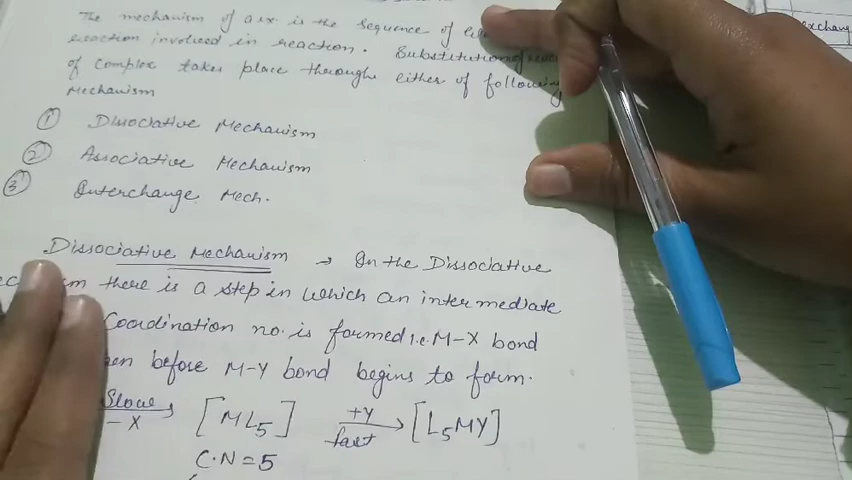 exchang
The mechanism of a rx. is the sequence of
reaction involved in reaction. Substitution
of complex takes place through either of following
Mechanism
① Dissociative Mechanism
② Associative Mechanism
③ Interchange Mech.
Dissociative Mechanism → In the Dissociative
there is a step in which an intermediate
Coordination no. is formed i.e. M-X bond
before M-Y bond begins to form.
Slow - X [ML5] +Y fast [L5MY]
C.N = 5